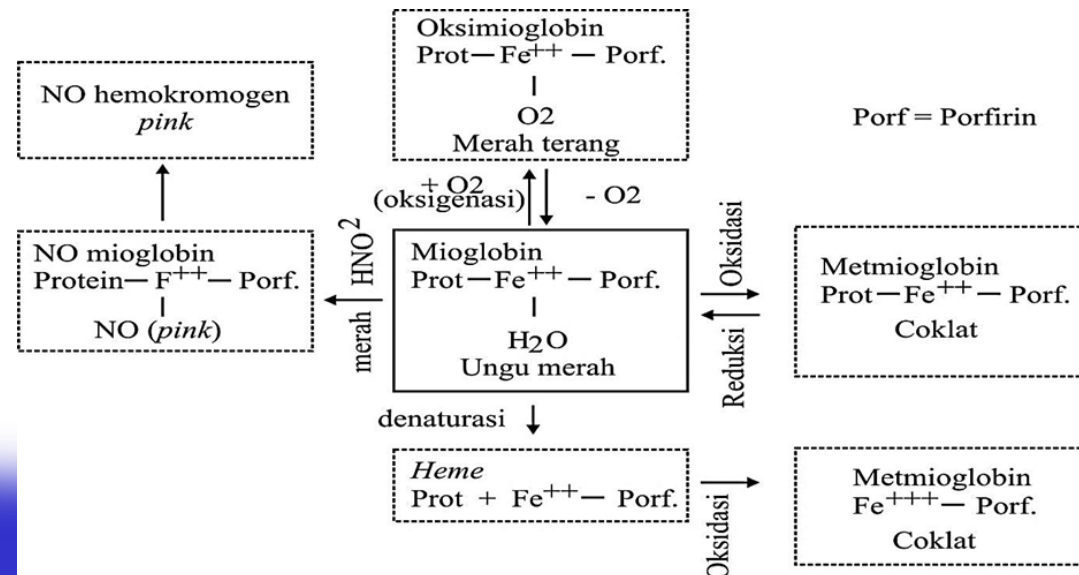 Oksimioglobin
Prot — Fe++ — Porf.
O2
Merah terang
NO hemokromogen
pink
Porf = Porfirin
+ O2
(oksigenasi)
- O2
NO mioglobin
Protein — F++ — Porf.
NO (pink)
HNO2
merah
Mioglobin
Prot — Fe++ — Porf.
H2O
Ungu merah
Oksidasi
Reduksi
Metmioglobin
Prot — Fe++ — Porf.
Coklat
denaturasi
Heme
Prot + Fe++ — Porf.
Oksidasi
Metmioglobin
Fe+++ — Porf.
Coklat